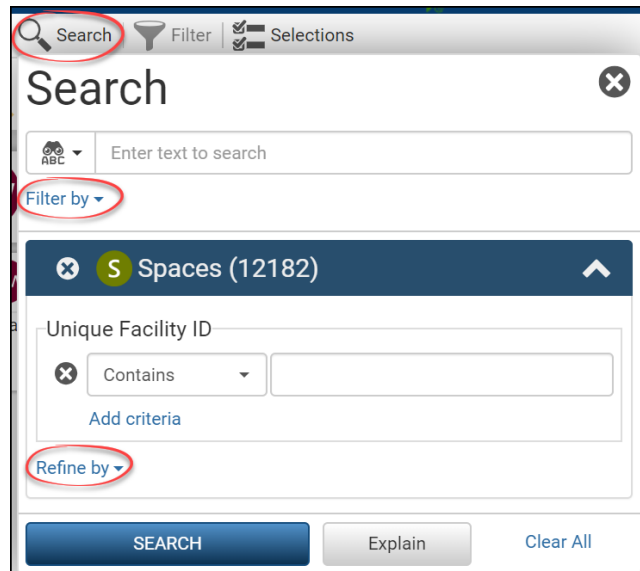 Search Filter Selections
Search
ABC Enter text to search
Filter by
S Spaces (12182)
Unique Facility ID
Contains
Add criteria
Refine by
SEARCH Explain Clear All